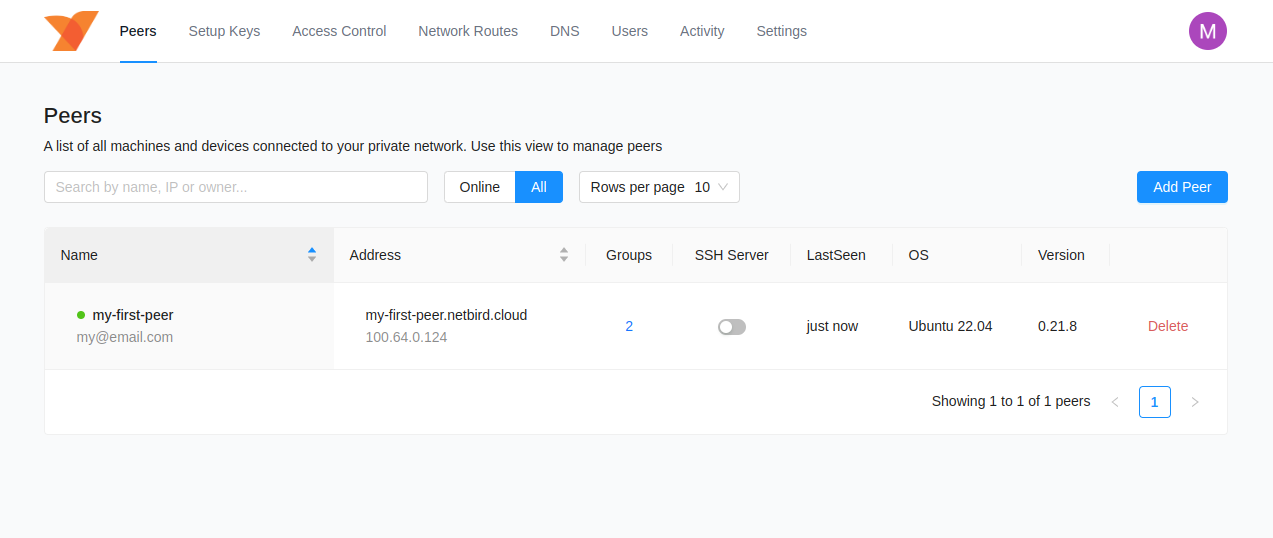 Peers Setup Keys Access Control Network Routes DNS Users Activity Settings M
Peers
A list of all machines and devices connected to your private network. Use this view to manage peers
Search by name, IP or owner... Online All Rows per page 10 Add Peer
Name Address Groups SSH Server LastSeen OS Version
my-first-peer my-first-peer.netbird.cloud
2 just now Ubuntu 22.04 0.21.8 Delete
my@email.com 100.64.0.124
Showing 1 to 1 of 1 peers 1